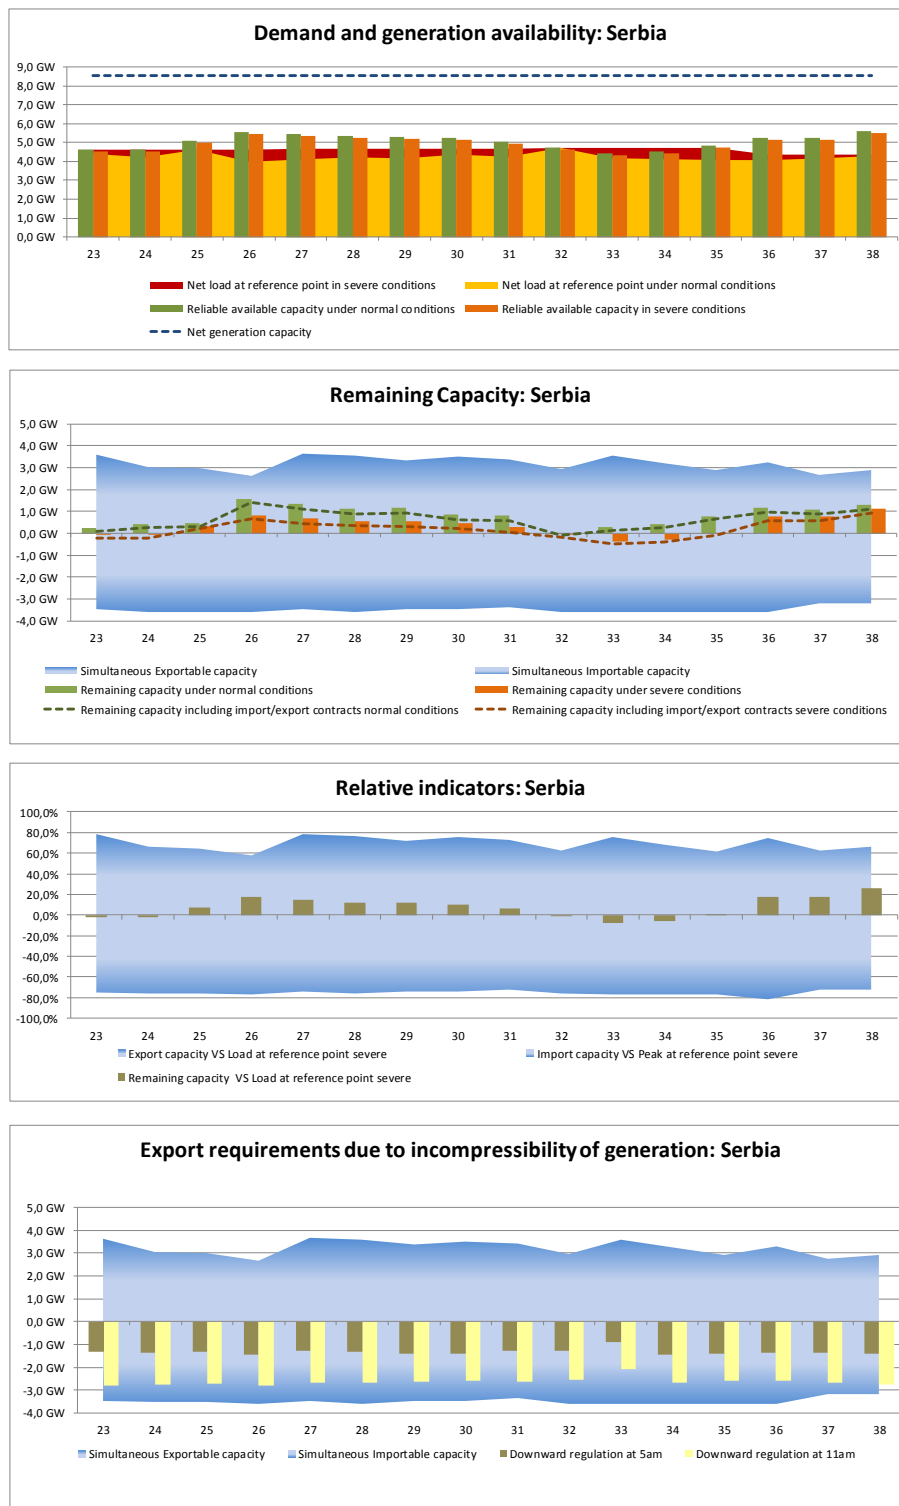 Demand and generation availability: Serbia
9,0 GW
8,0 GW
7,0 GW
6,0 GW
5,0 GW
4,0 GW
3,0 GW
2,0 GW
1,0 GW
0,0 GW
23 24 25 26 27 28 29 30 31 32 33 34 35 36 37 38
Net load at reference point in severe conditions Net load at reference point under normal conditions
Reliable available capacity under normal conditions Reliable available capacity in severe conditions
Net generation capacity
Remaining Capacity: Serbia
5,0 GW
4,0 GW
3,0 GW
2,0 GW
1,0 GW
0,0 GW
-1,0 GW
-2,0 GW
-3,0 GW
-4,0 GW
23 24 25 26 27 28 29 30 31 32 33 34 35 36 37 38
Simultaneous Exportable capacity Simultaneous Importable capacity
Remaining capacity under normal conditions Remaining capacity under severe conditions
Remaining capacity including import/export contracts normal conditions Remaining capacity including import/export contracts severe conditions
Relative indicators: Serbia
100,0%
80,0%
60,0%
40,0%
20,0%
0,0%
-20,0%
-40,0%
-60,0%
-80,0%
-100,0%
23 24 25 26 27 28 29 30 31 32 33 34 35 36 37 38
Export capacity VS Load at reference point severe Import capacity VS Peak at reference point severe
Remaining capacity VS Load at reference point severe
Export requirements due to incompressibility of generation: Serbia
5,0 GW
4,0 GW
3,0 GW
2,0 GW
1,0 GW
0,0 GW
-1,0 GW
-2,0 GW
-3,0 GW
-4,0 GW
23 24 25 26 27 28 29 30 31 32 33 34 35 36 37 38
Simultaneous Exportable capacity Simultaneous Importable capacity Downward regulation at 5am Downward regulation at 11am